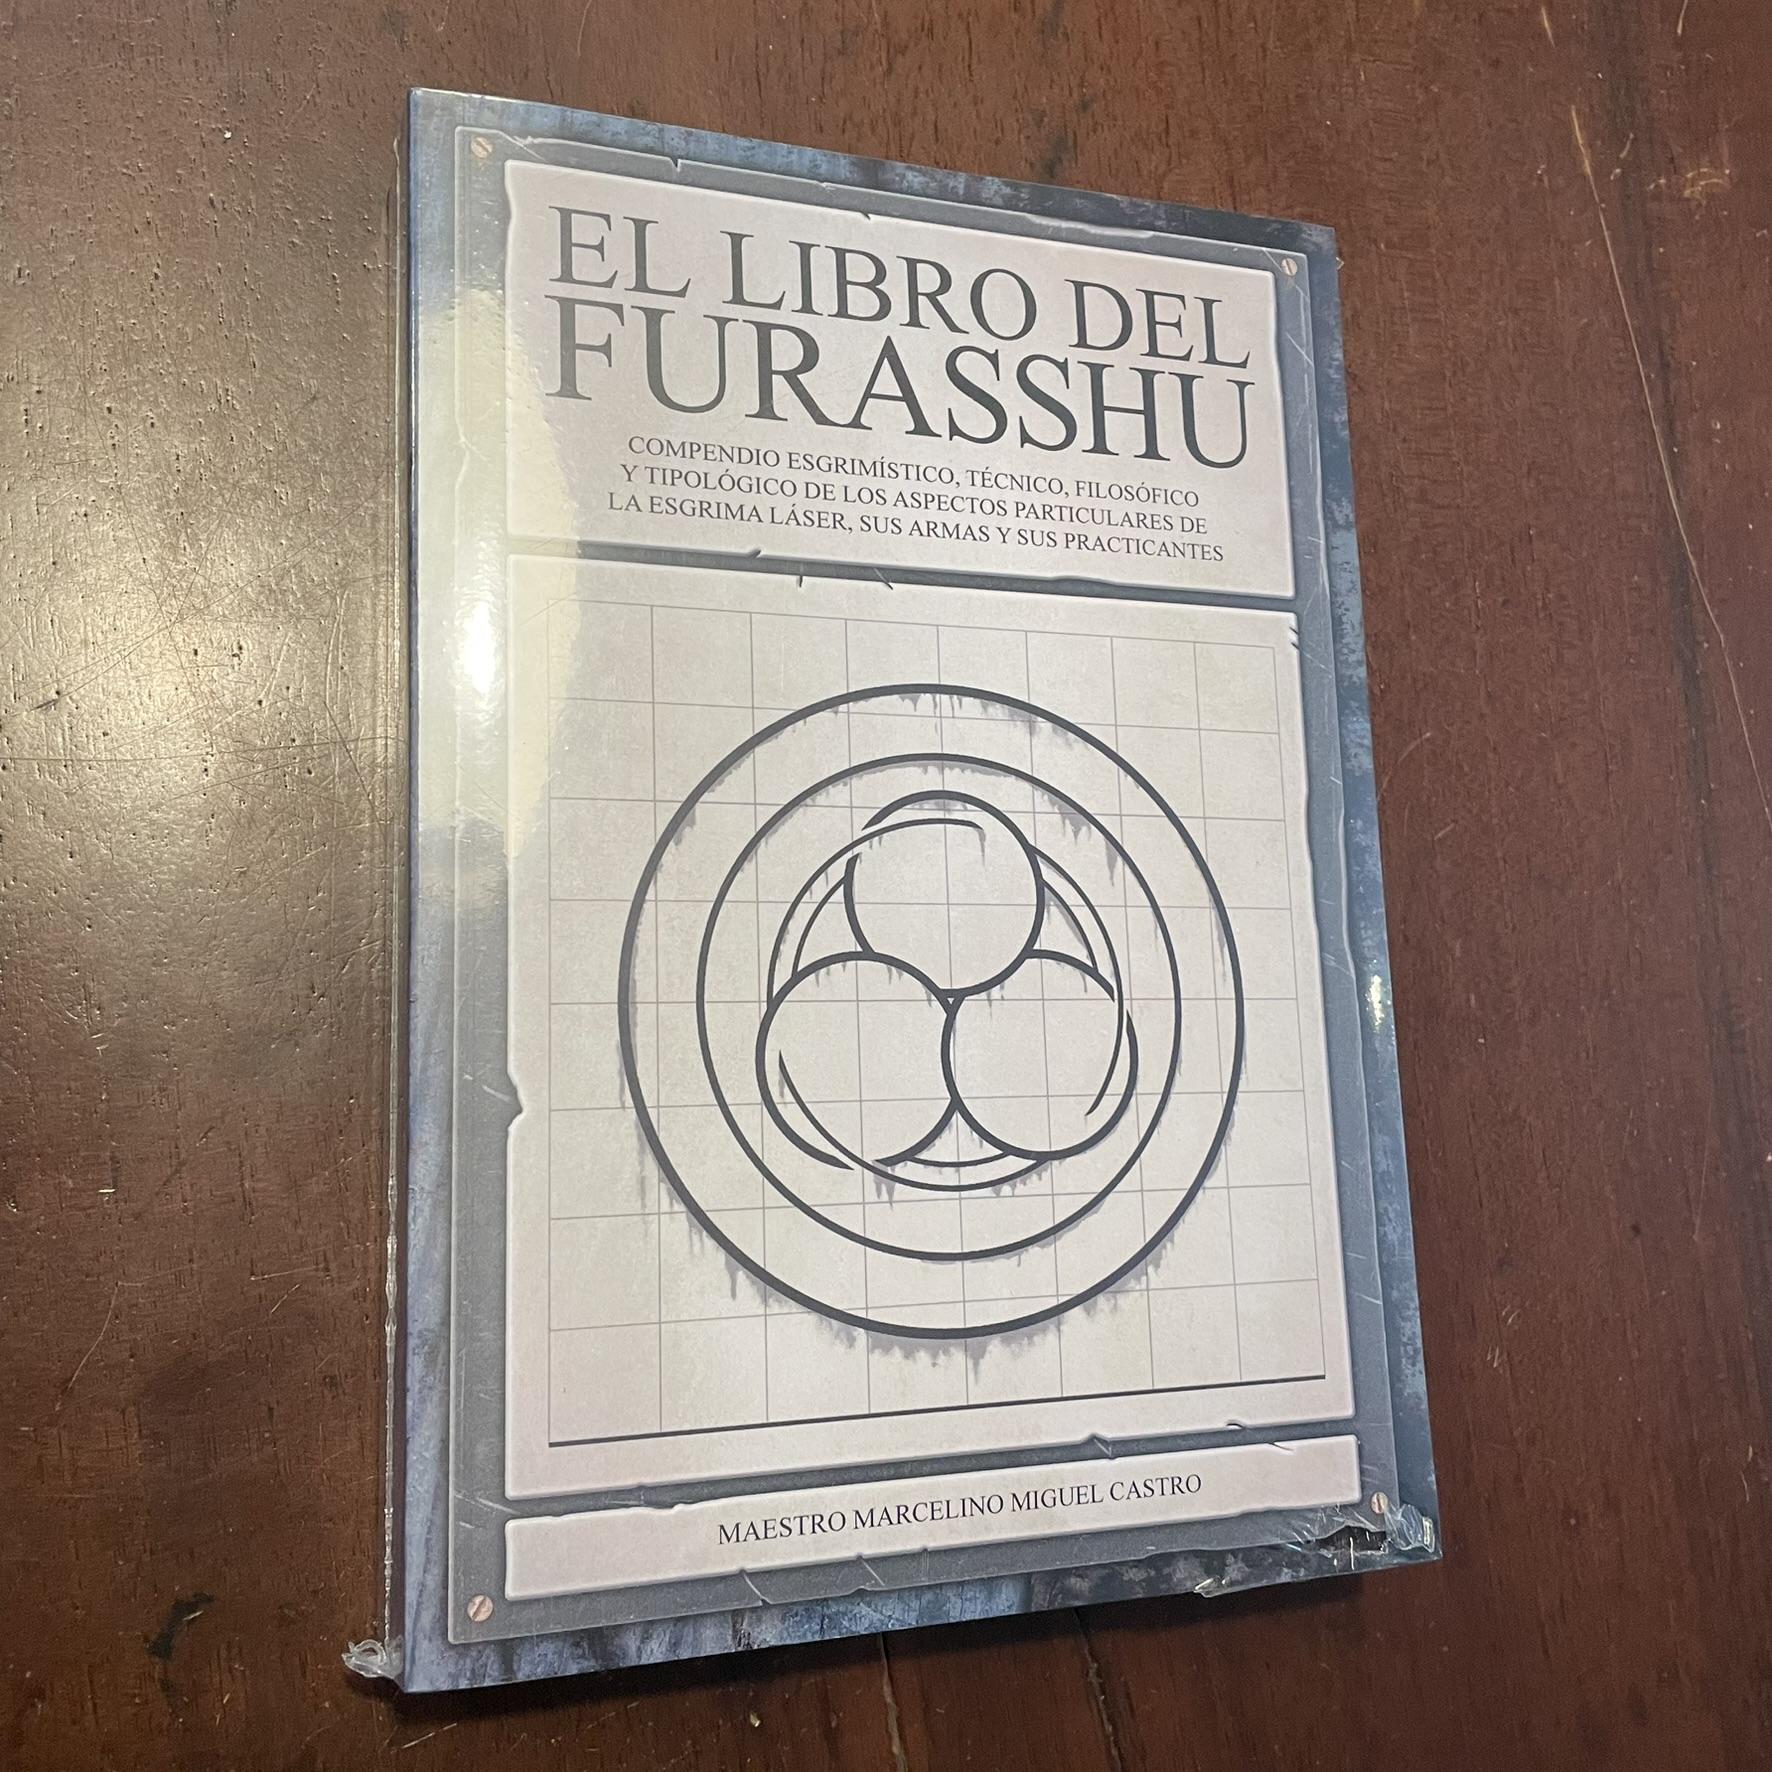 EL LIBRO DEL
FURASSHU
COMPENDIO ESGRIMÍSTICO, TÉCNICO, FILOSÓFICO
Y TIPOLÓGICO DE LOS ASPECTOS PARTICULARES DE
LA ESGRIMA LÁSER, SUS ARMAS Y SUS PRACTICANTES
MAESTRO MARCELINO MIGUEL CASTRO